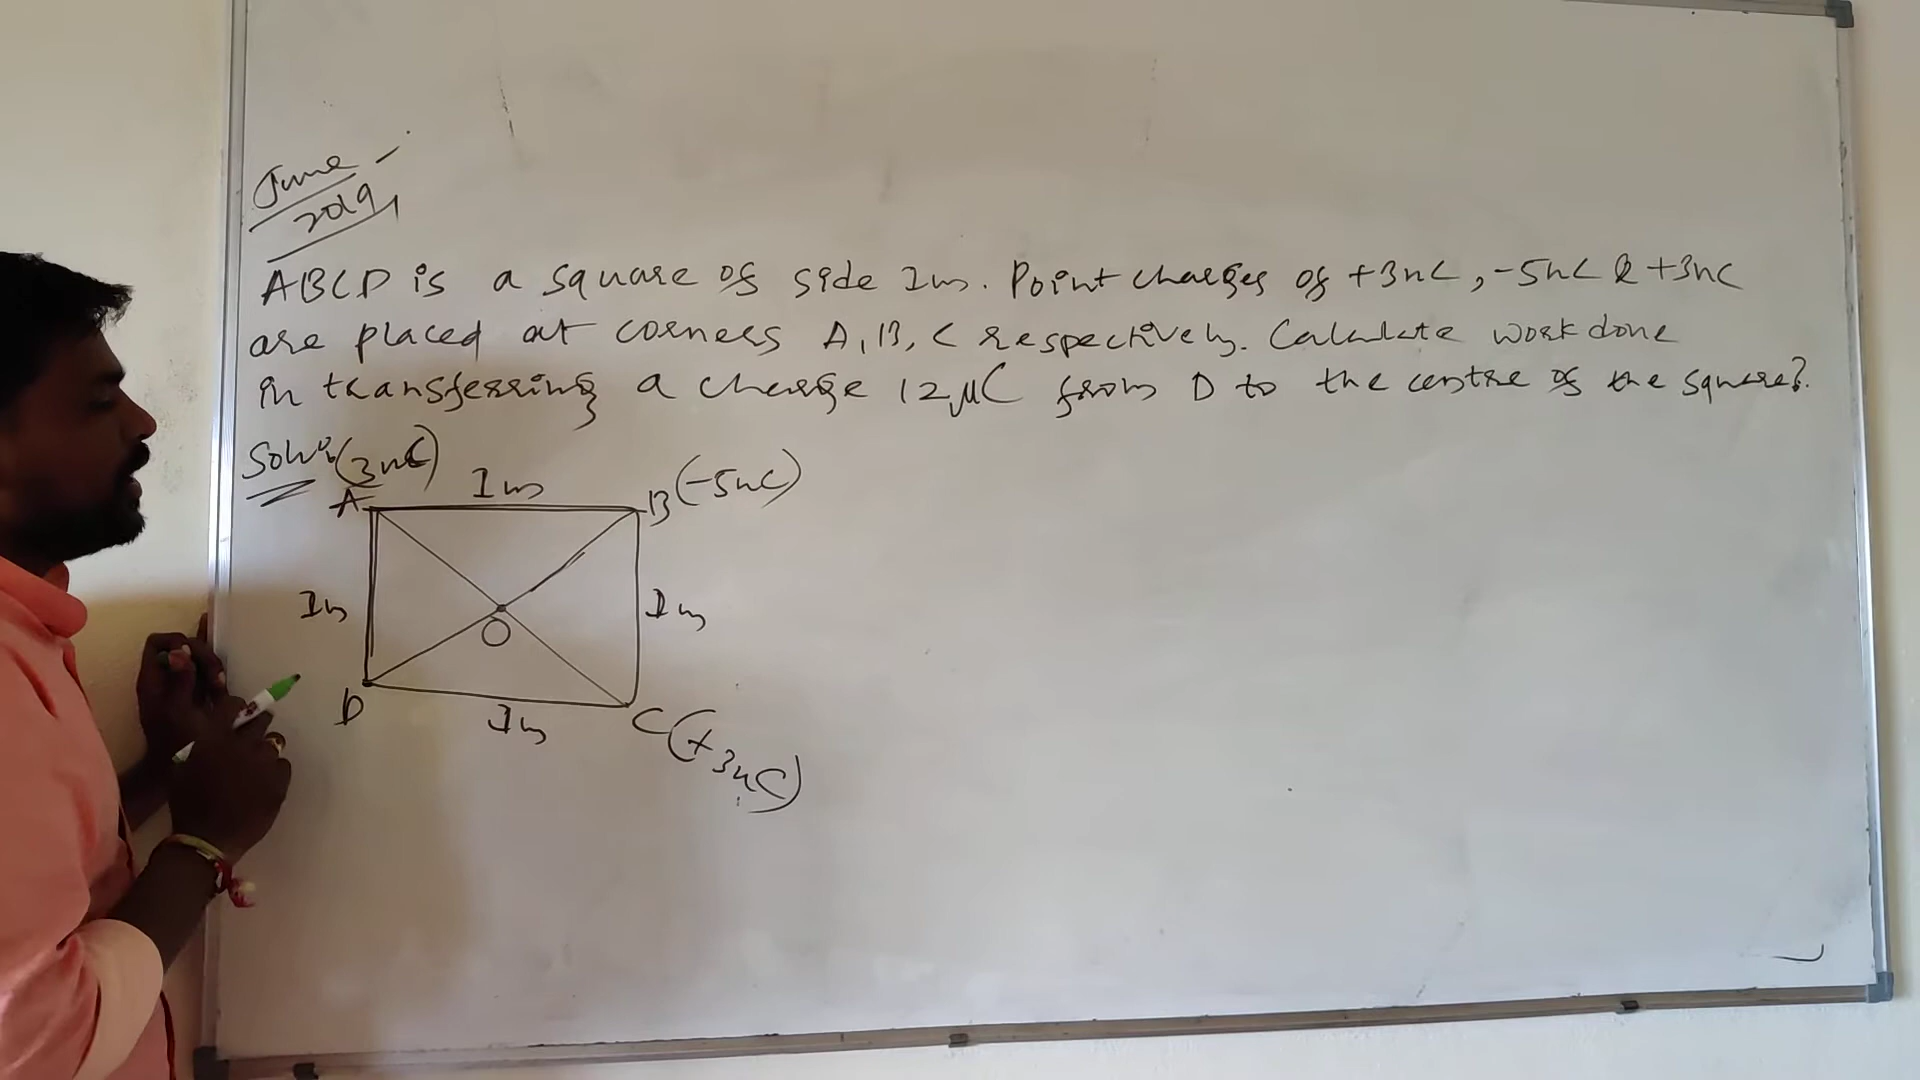 June -
2019
ABCD is a square of side 1m. Point charges of +3nC, -5nC & +3nC
are placed at corners A, B, C respectively. Calculate work done
in transferring a charge 12μC from D to the centre of the square?
Soln:
(3nC)
A
1m
B (-5nC)
1m
1m
O
D
1m
C (+3nC)